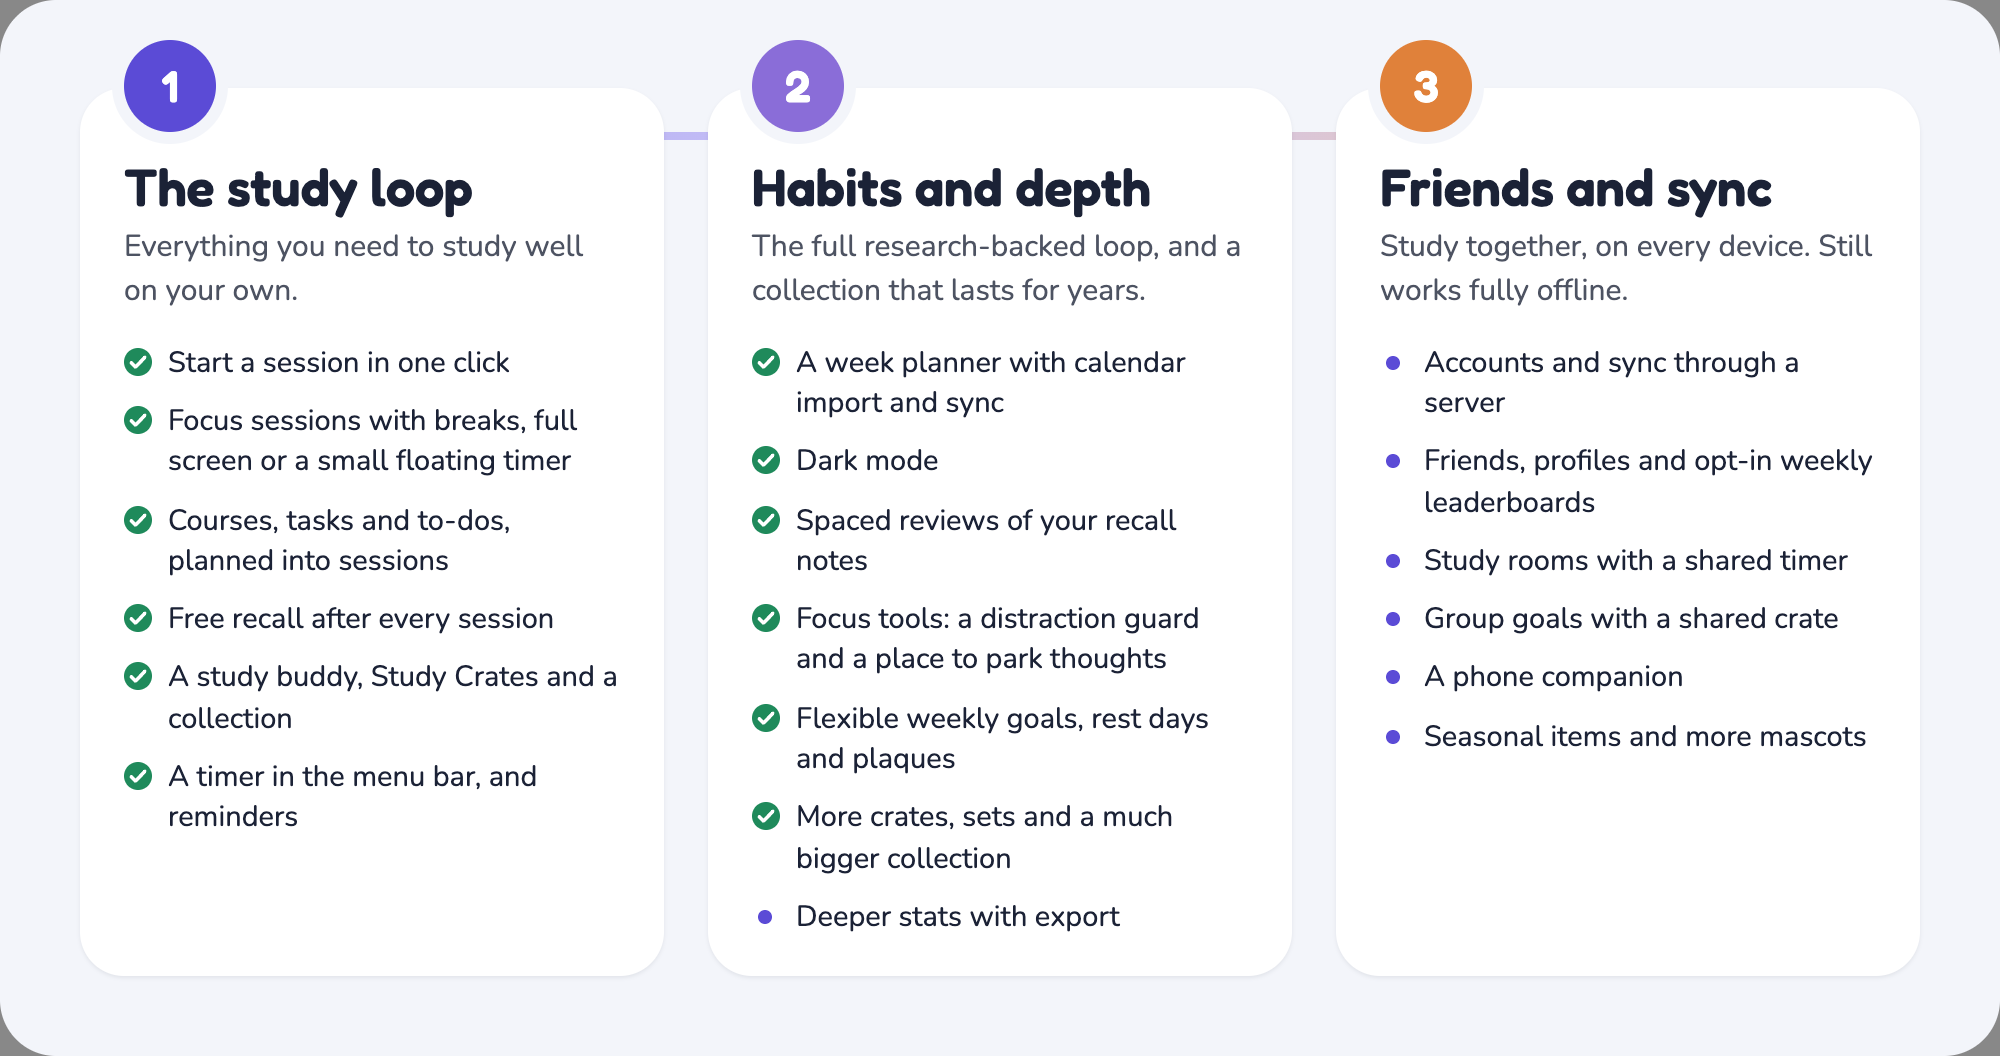 1
The study loop
Everything you need to study well
on your own.
Start a session in one click
Focus sessions with breaks, full
screen or a small floating timer
Courses, tasks and to-dos,
planned into sessions
Free recall after every session
A study buddy, Study Crates and a
collection
A timer in the menu bar, and
reminders
2
Habits and depth
The full research-backed loop, and a
collection that lasts for years.
A week planner with calendar
import and sync
Dark mode
Spaced reviews of your recall
notes
Focus tools: a distraction guard
and a place to park thoughts
Flexible weekly goals, rest days
and plaques
More crates, sets and a much
bigger collection
Deeper stats with export
3
Friends and sync
Study together, on every device. Still
works fully offline.
Accounts and sync through a
server
Friends, profiles and opt-in weekly
leaderboards
Study rooms with a shared timer
Group goals with a shared crate
A phone companion
Seasonal items and more mascots